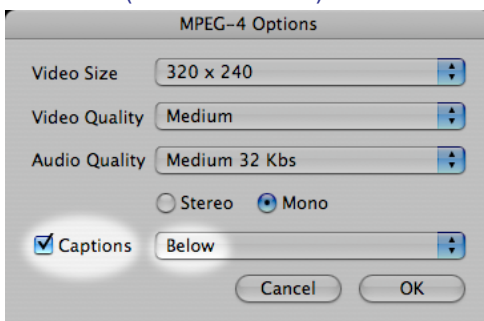 MPEG-4 Options
Video Size 320 x 240
Video Quality Medium
Audio Quality Medium 32 Kbs
Stereo Mono
Captions Below
Cancel OK